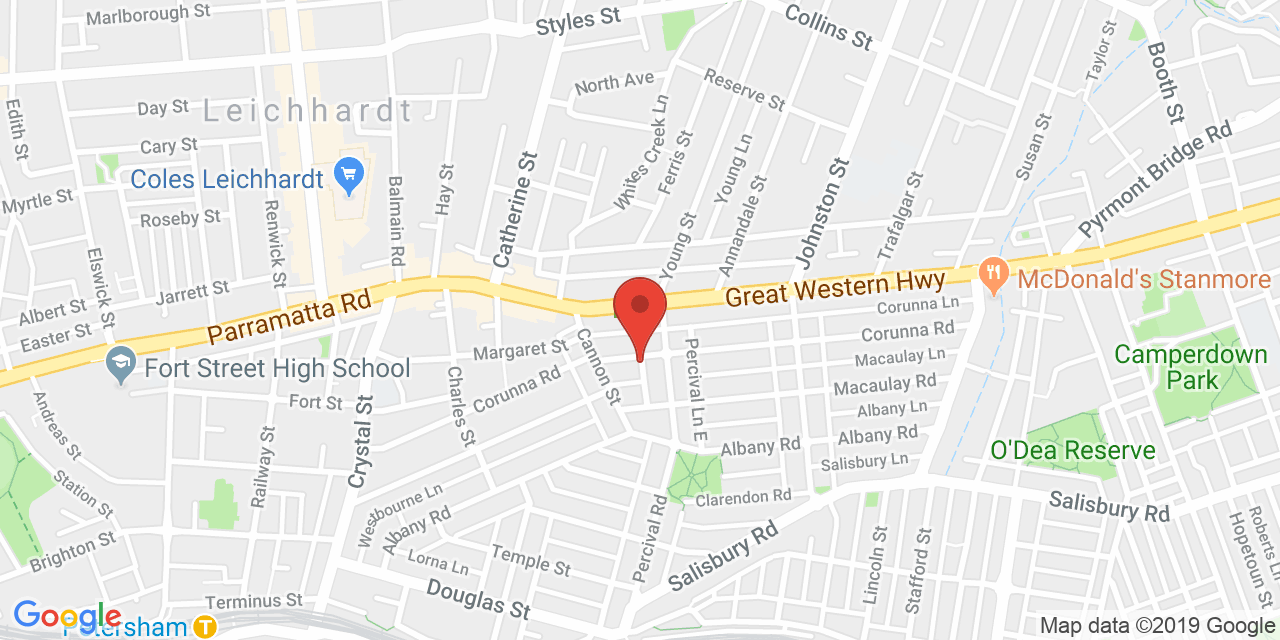 Marlborough St
Styles St
Collins St
Taylor St
Booth St
Edith St
North Ave
Reserve St
Day St
Leichhardt
Whites Creek Ln
Ferris St
Young Ln
Annandale St
Johnston St
Susan St
Pyrmont Bridge Rd
Cary St
Coles Leichhardt
Catherine St
Hay St
Balmain Rd
Myrtle St
Roseby St
Renwick St
Young St
Trafalgar St
Elswick St
Jarrett St
Albert St
Easter St
Parramatta Rd
Great Western Hwy
McDonald's Stanmore
Corunna Ln
Corunna Rd
Margaret St
Cannon St
Percival Ln E
Macaulay Ln
Camperdown
Park
Fort Street High School
Macaulay Rd
Corunna Rd
Charles St
Fort St
Albany Ln
Andreas St
Crystal St
Railway St
Albany Rd
Albany Rd
Salisbury Ln
O'Dea Reserve
Station St
Westbourne Ln
Albany Rd
Clarendon Rd
Percival Rd
Salisbury Rd
Salisbury Rd
Brighton St
Lorna Ln
Temple St
Douglas St
Lincoln St
Stafford St
Hopetoun St
Roberts Ln
Terminus St
Google
Petersham
T
Map data ©2019 Google